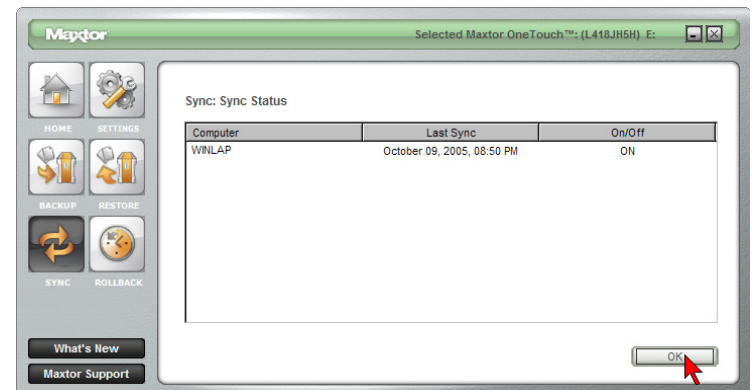 Maxtor
Selected Maxtor OneTouch™: (L418JH5H) E:
HOME SETTINGS
BACKUP RESTORE
SYNC ROLLBACK
What's New
Maxtor Support
Sync: Sync Status
Computer Last Sync On/Off
WINLAP October 09, 2005, 08:50 PM ON
OK